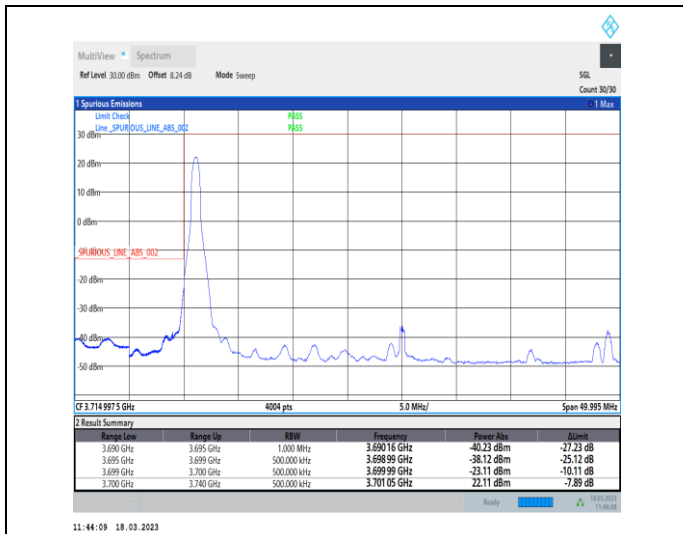 MultiView Spectrum
Ref Level 30.00 dBm Offset 8.24 dB Mode Sweep SGL
Count 30/30
1 Spurious Emissions 1 Max
Limit Check PASS
Line _SPURIOUS_LINE_ABS_002 PASS
30 dBm
20 dBm
10 dBm
0 dBm
_SPURIOUS_LINE_ABS_002
-20 dBm
-30 dBm
-40 dBm
-50 dBm
CF 3.714 997 5 GHz 4004 pts 5.0 MHz/ Span 49.995 MHz
2 Result Summary
Range Low Range Up RBW Frequency Power Abs ΔLimit
3.690 GHz 3.695 GHz 1.000 MHz 3.690 16 GHz -40.23 dBm -27.23 dB
3.695 GHz 3.699 GHz 500.000 kHz 3.698 99 GHz -38.12 dBm -25.12 dB
3.699 GHz 3.700 GHz 500.000 kHz 3.699 99 GHz -23.11 dBm -10.11 dB
3.700 GHz 3.740 GHz 500.000 kHz 3.701 05 GHz 22.11 dBm -7.89 dB
Ready 18.03.2023
11:44:08
11:44:09 18.03.2023